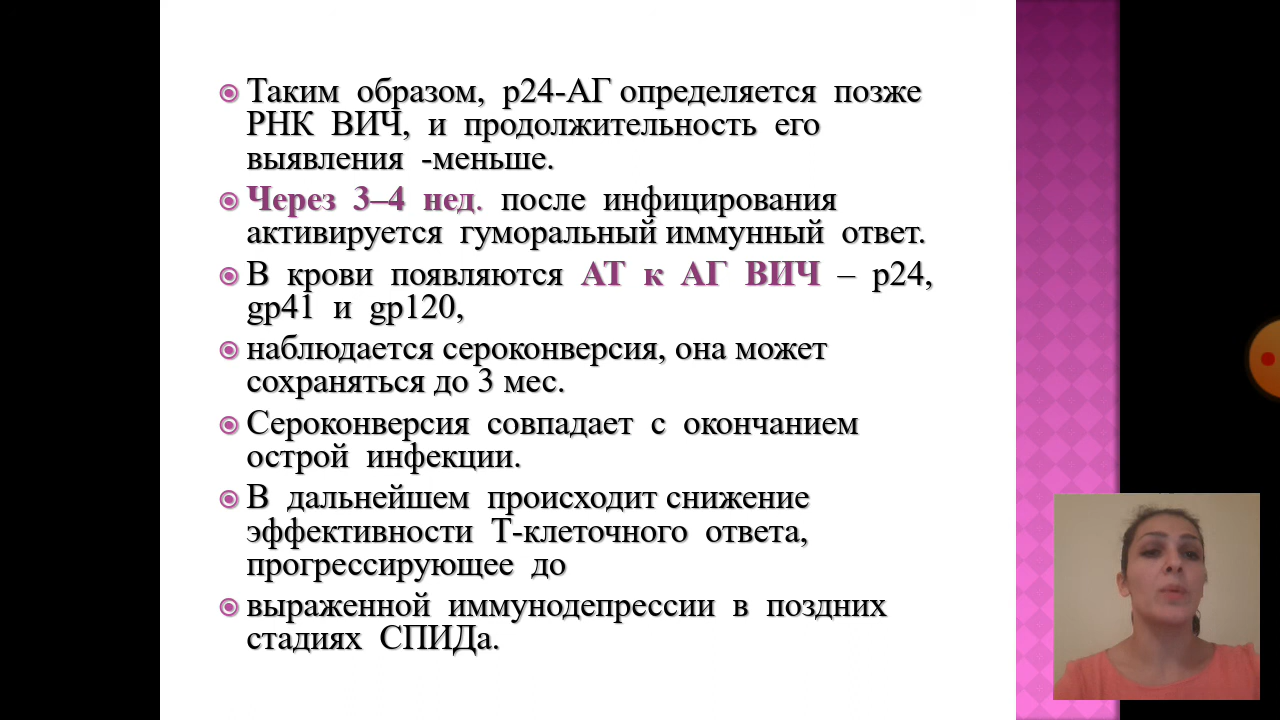 Таким образом, р24-АГ определяется позже
РНК ВИЧ, и продолжительность его
выявления -меньше.
Через 3–4 нед. после инфицирования
активируется гуморальный иммунный ответ.
В крови появляются АТ к АГ ВИЧ – р24,
gp41 и gp120,
наблюдается сероконверсия, она может
сохраняться до 3 мес.
Сероконверсия совпадает с окончанием
острой инфекции.
В дальнейшем происходит снижение
эффективности Т-клеточного ответа,
прогрессирующее до
выраженной иммунодепрессии в поздних
стадиях СПИДа.